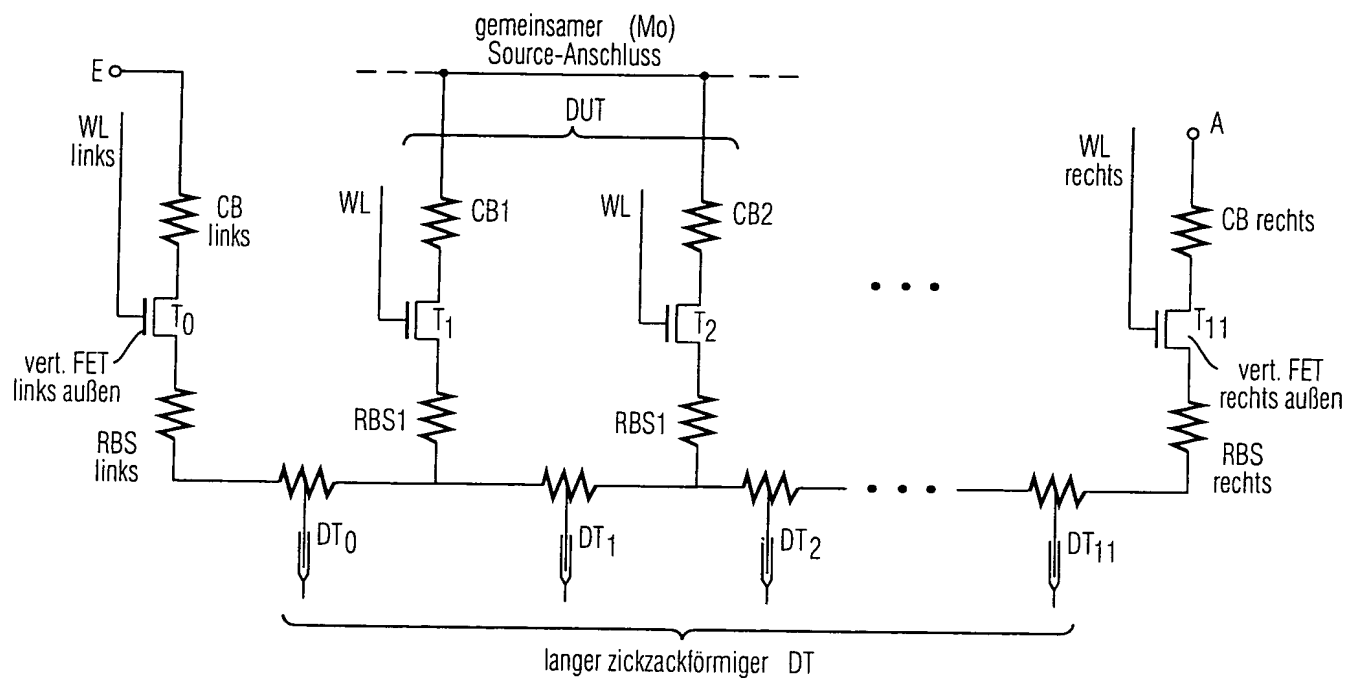 gemeinsamer (Mo)
Source-Anschluss
E
DUT
A
WL
links
WL
rechts
CB
links
WL
CB1
WL
CB2
CB rechts
T0
T1
T2
T11
vert. FET
links außen
vert. FET
rechts außen
RBS
links
RBS1
RBS1
RBS
rechts
DT0
DT1
DT2
DT11
langer zickzackförmiger DT